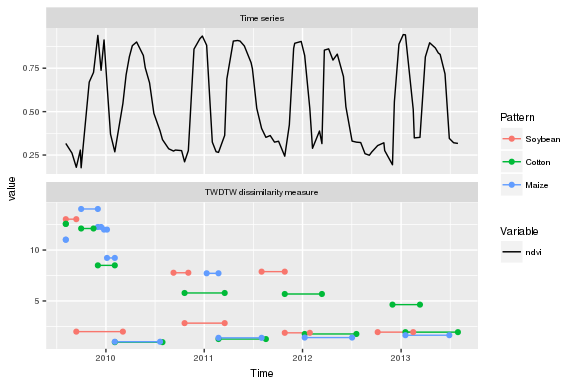 Time series
value
0.75
0.50
0.25
TWDTW dissimilarity measure
10
5
2010
2011
2012
2013
Time
Pattern
Soybean
Cotton
Maize
Variable
ndvi